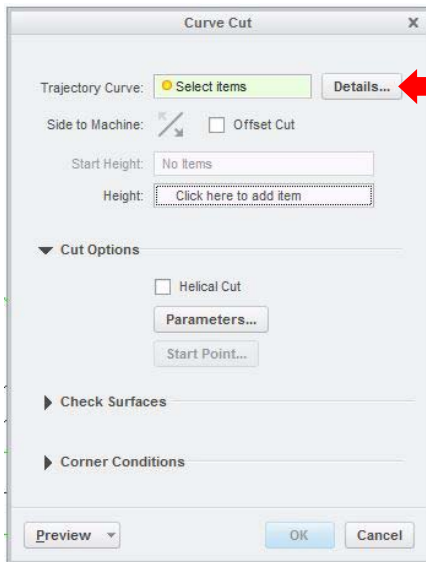 Curve Cut X
Trajectory Curve: Select items Details...
Side to Machine: Offset Cut
Start Height: No Items
Height: Click here to add item
Cut Options
Helical Cut
Parameters...
Start Point...
Check Surfaces
Corner Conditions
Preview OK Cancel